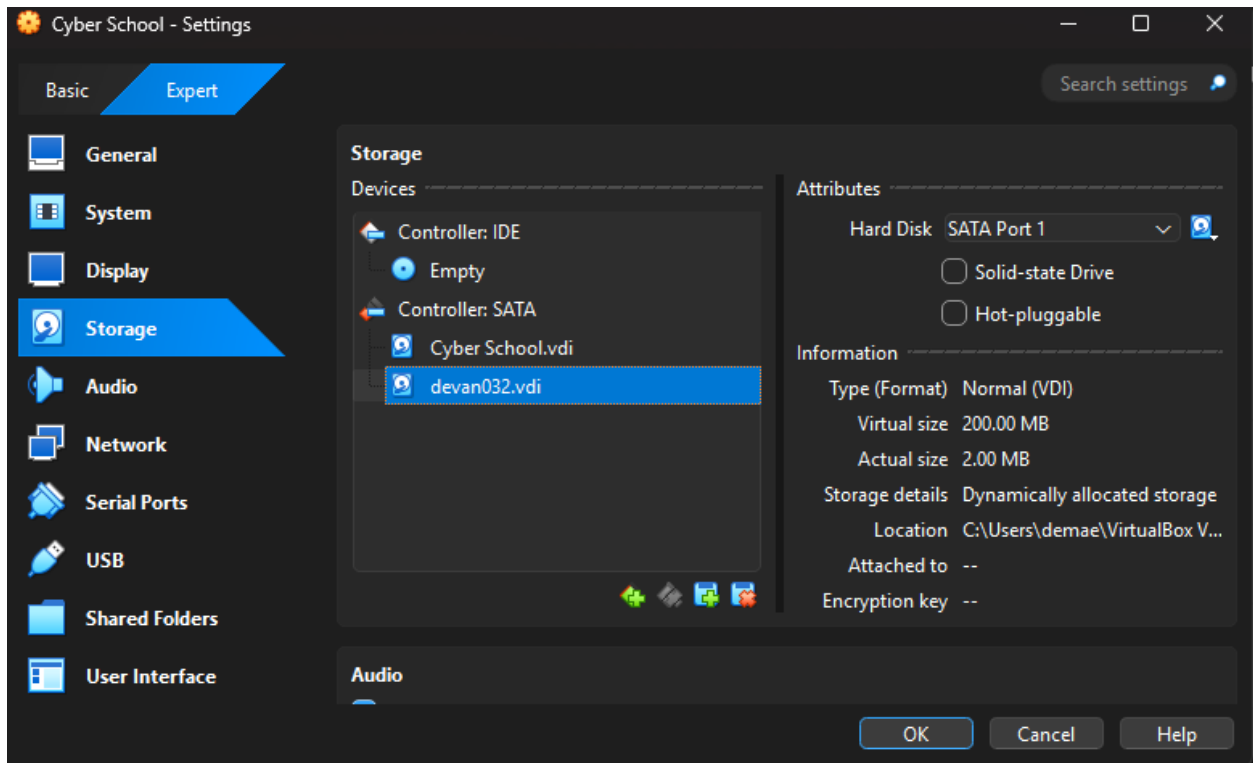 Cyber School - Settings
Basic
Expert
Search settings
General
System
Display
Storage
Audio
Network
Serial Ports
USB
Shared Folders
User Interface
Storage
Devices
Controller: IDE
Empty
Controller: SATA
Cyber School.vdi
devan032.vdi
Attributes
Hard Disk SATA Port 1
Solid-state Drive
Hot-pluggable
Information
Type (Format) Normal (VDI)
Virtual size 200.00 MB
Actual size 2.00 MB
Storage details Dynamically allocated storage
Location C:\Users\demae\VirtualBox V...
Attached to --
Encryption key --
Audio
OK
Cancel
Help